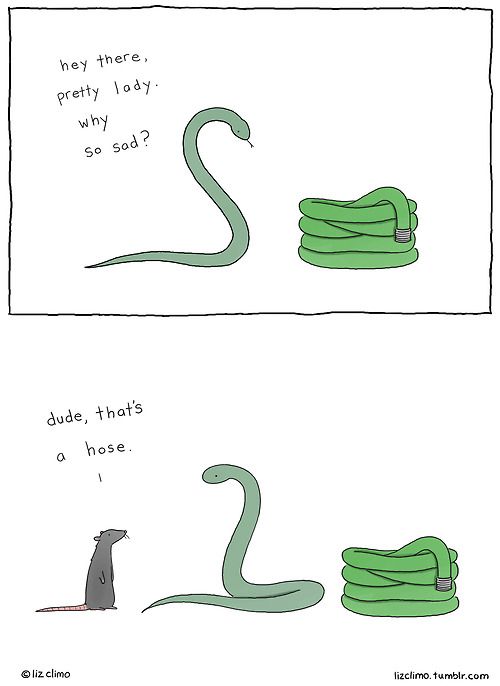 hey there,
pretty lady.
why
so sad?
dude, that's
a hose.
© liz climo
lizclimo.tumblr.com